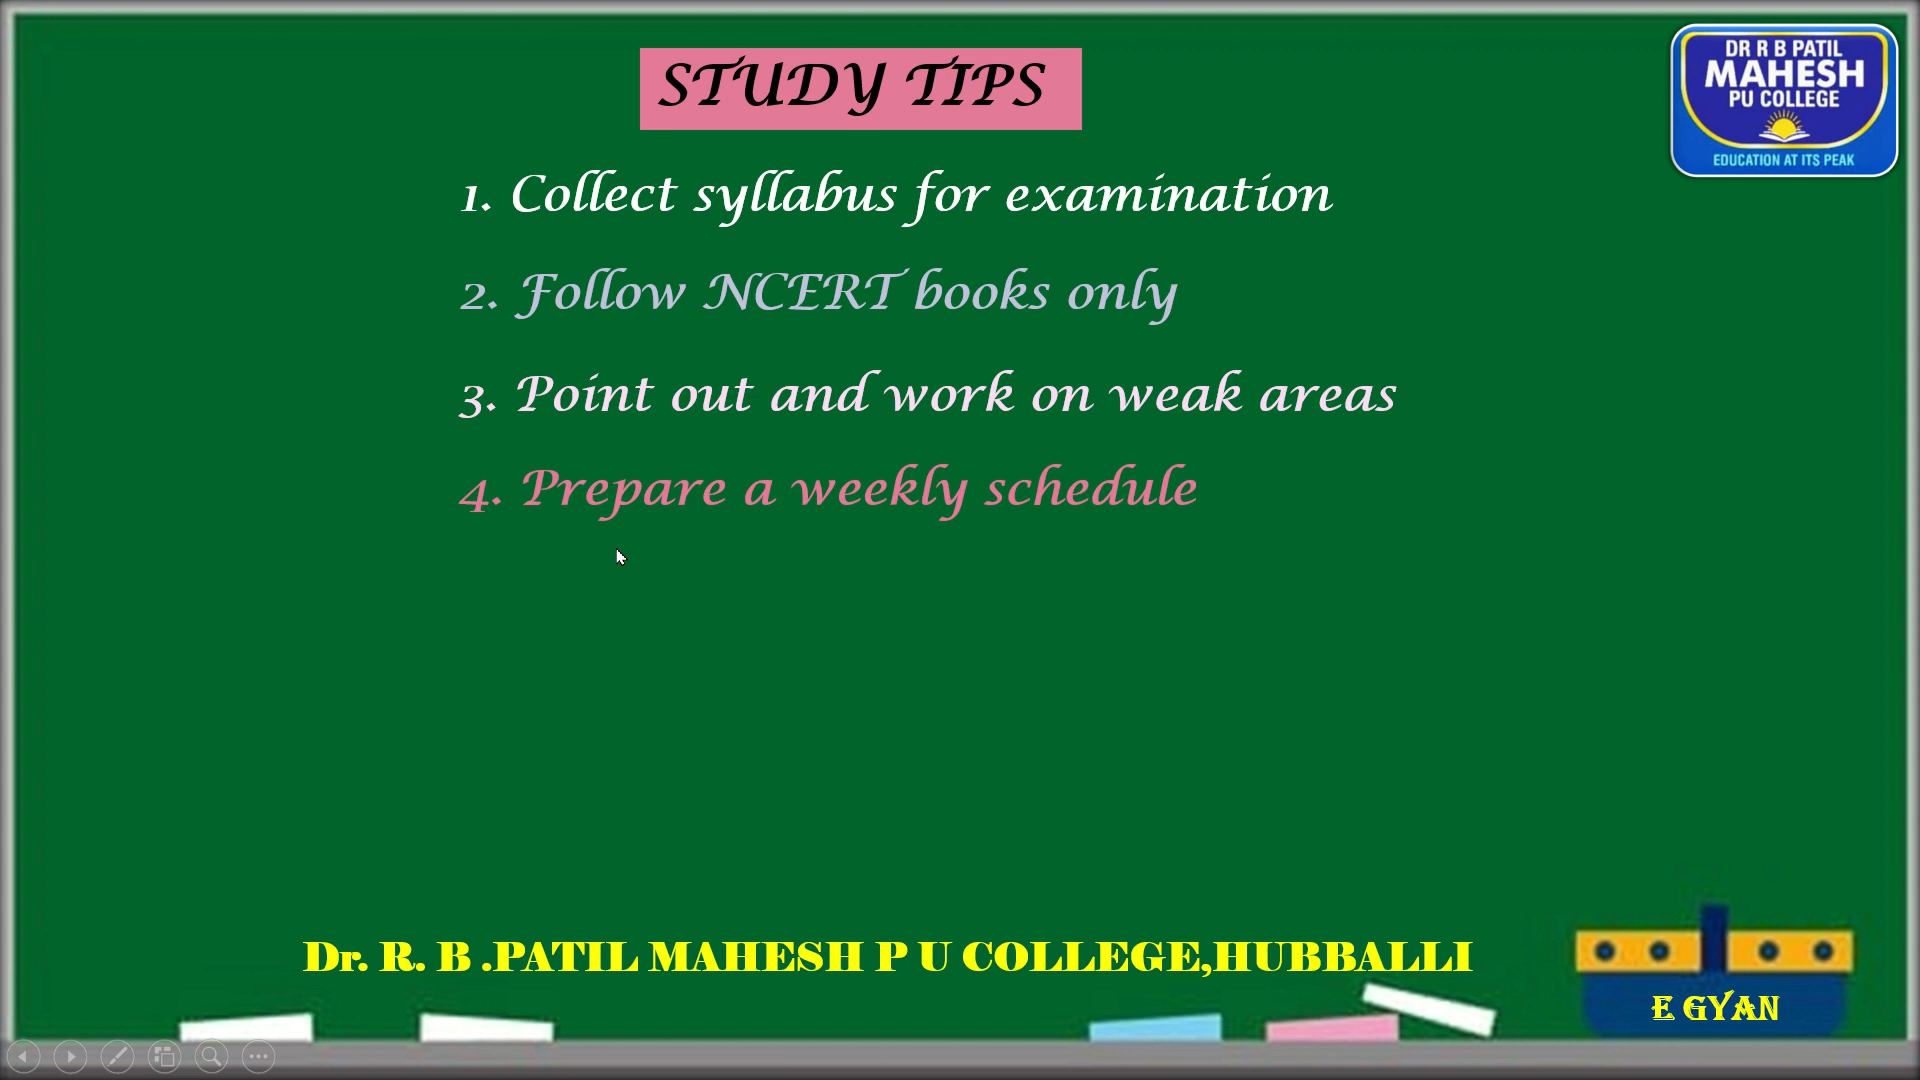 STUDY TIPS
DR R B PATIL
MAHESH
PU COLLEGE
EDUCATION AT ITS PEAK
1. Collect syllabus for examination
2. Follow NCERT books only
3. Point out and work on weak areas
4. Prepare a weekly schedule
Dr. R. B .PATIL MAHESH P U COLLEGE,HUBBALLI
E GYAN